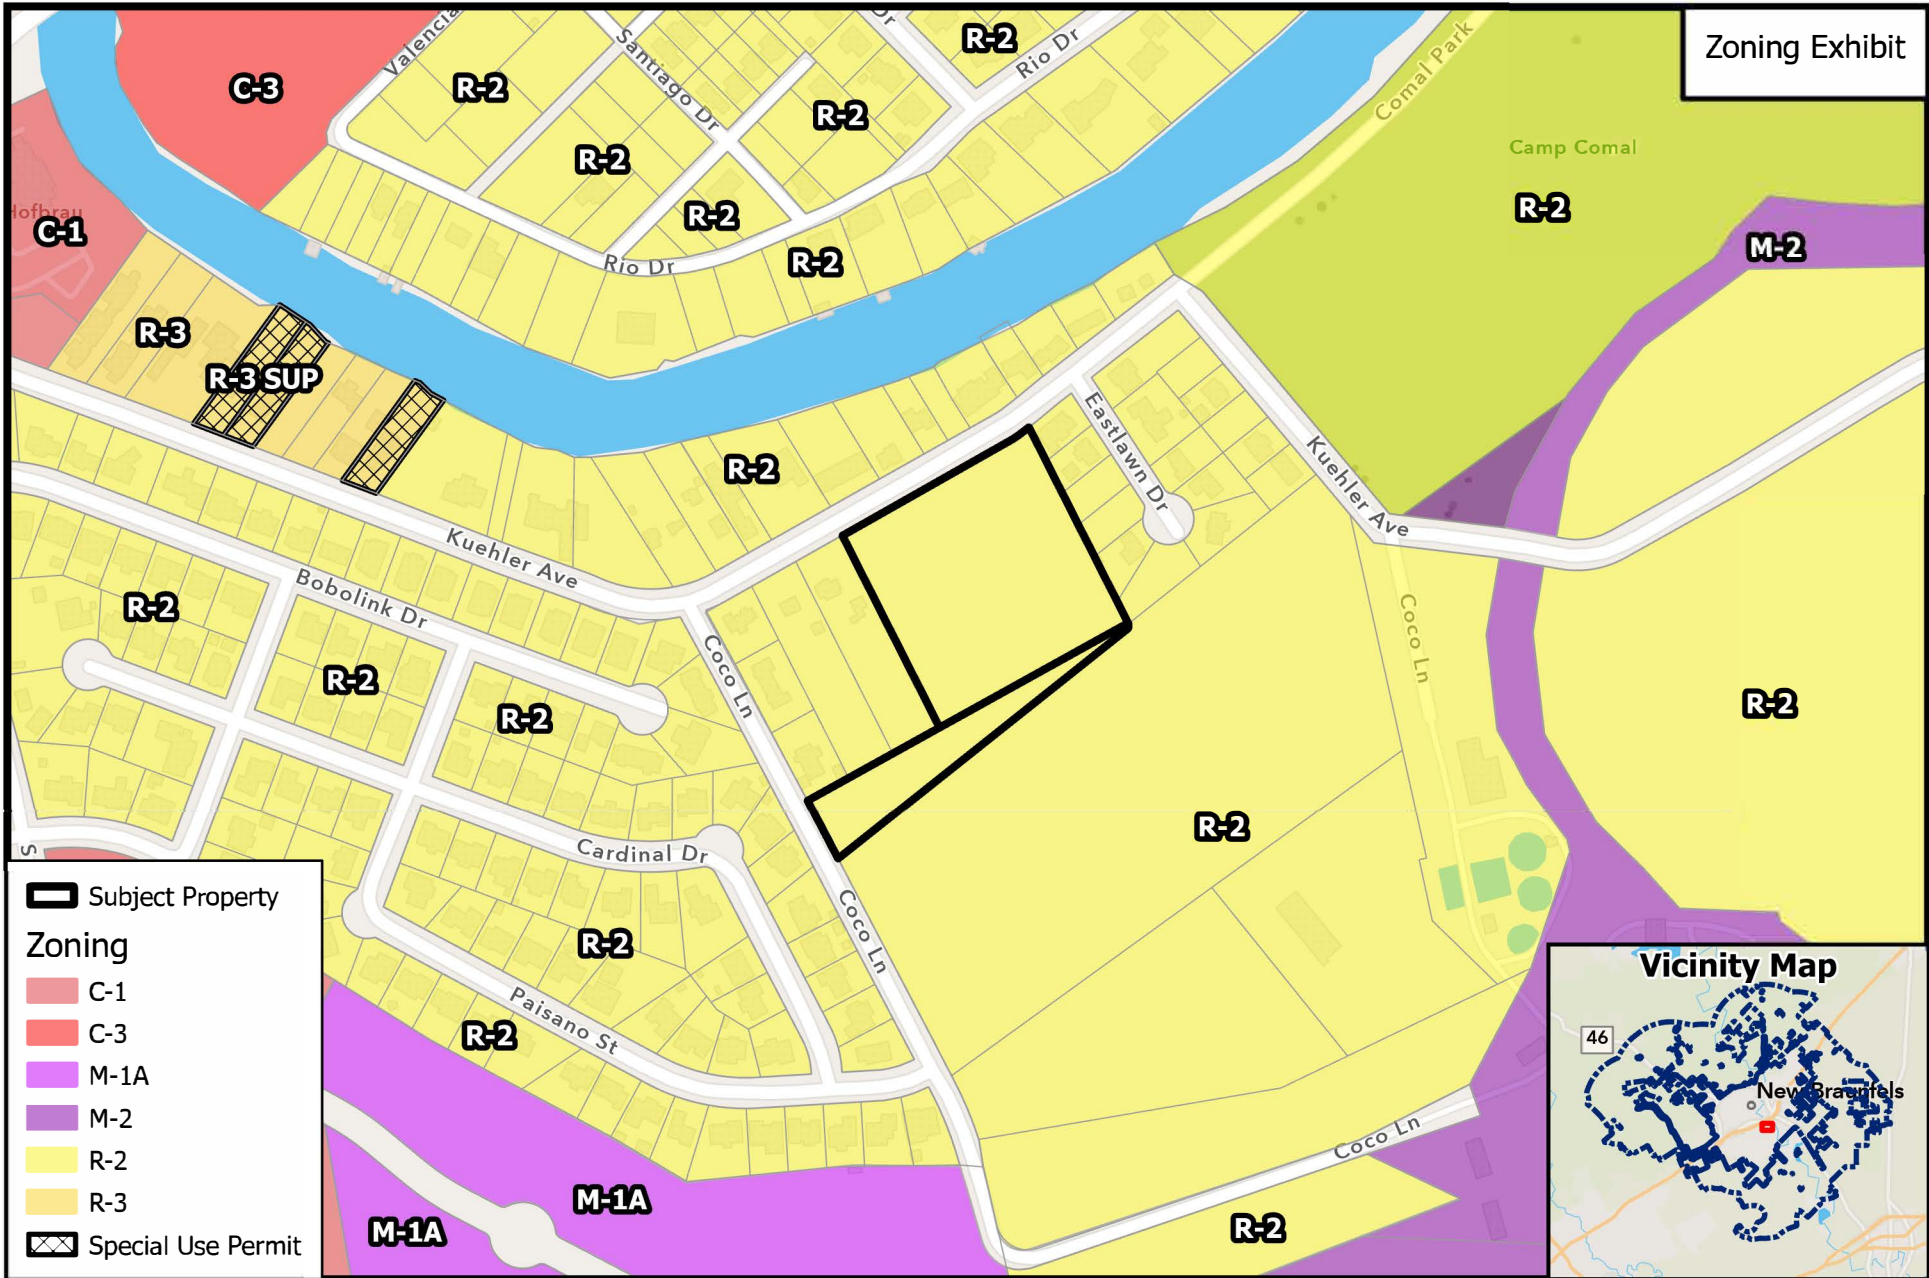 Zoning Exhibit
Valencia
Santiago Dr
Dr
R-2
Rio Dr
Comal Park
C-3
R-2
R-2
R-2
Camp Comal
R-2
Hofbrau
C-1
R-2
R-2
Rio Dr
M-2
R-3
R-3 SUP
R-2
Eastlawn Dr
Kuehler Ave
Kuehler Ave
Bobolink Dr
R-2
R-2
R-2
Coco Ln
Coco Ln
R-2
R-2
Cardinal Dr
S
R-2
Coco Ln
Paisano St
R-2
M-1A
M-1A
Coco Ln
R-2
Subject Property
Zoning
C-1
C-3
M-1A
M-2
R-2
R-3
Special Use Permit
Vicinity Map
46
New Braunfels